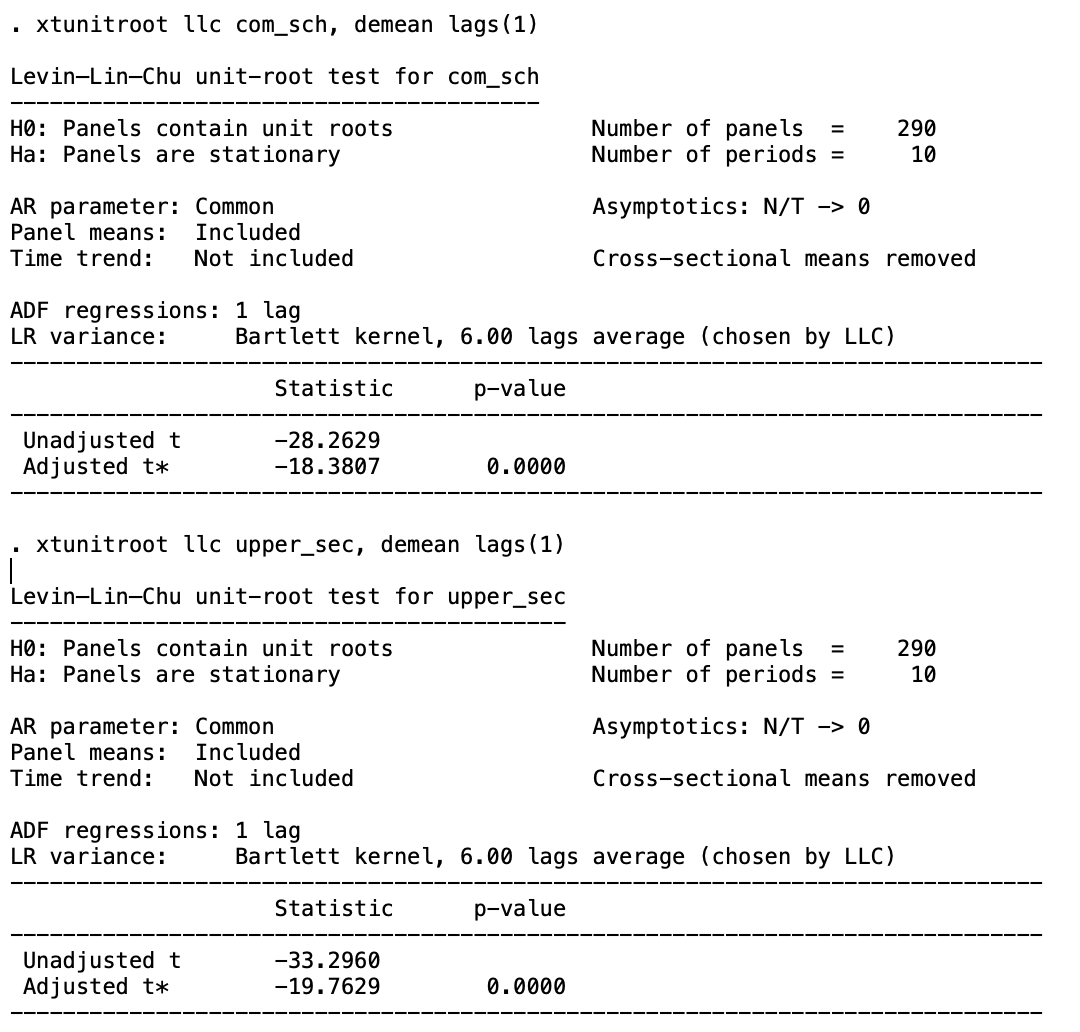 . xtunitroot llc com_sch, demean lags(1)
Levin–Lin–Chu unit-root test for com_sch
H0: Panels contain unit roots Number of panels = 290
Ha: Panels are stationary Number of periods = 10
AR parameter: Common Asymptotics: N/T -> 0
Panel means: Included
Time trend: Not included Cross-sectional means removed
ADF regressions: 1 lag
LR variance: Bartlett kernel, 6.00 lags average (chosen by LLC)
Statistic p-value
Unadjusted t -28.2629
Adjusted t* -18.3807 0.0000
. xtunitroot llc upper_sec, demean lags(1)
Levin–Lin–Chu unit-root test for upper_sec
H0: Panels contain unit roots Number of panels = 290
Ha: Panels are stationary Number of periods = 10
AR parameter: Common Asymptotics: N/T -> 0
Panel means: Included
Time trend: Not included Cross-sectional means removed
ADF regressions: 1 lag
LR variance: Bartlett kernel, 6.00 lags average (chosen by LLC)
Statistic p-value
Unadjusted t -33.2960
Adjusted t* -19.7629 0.0000